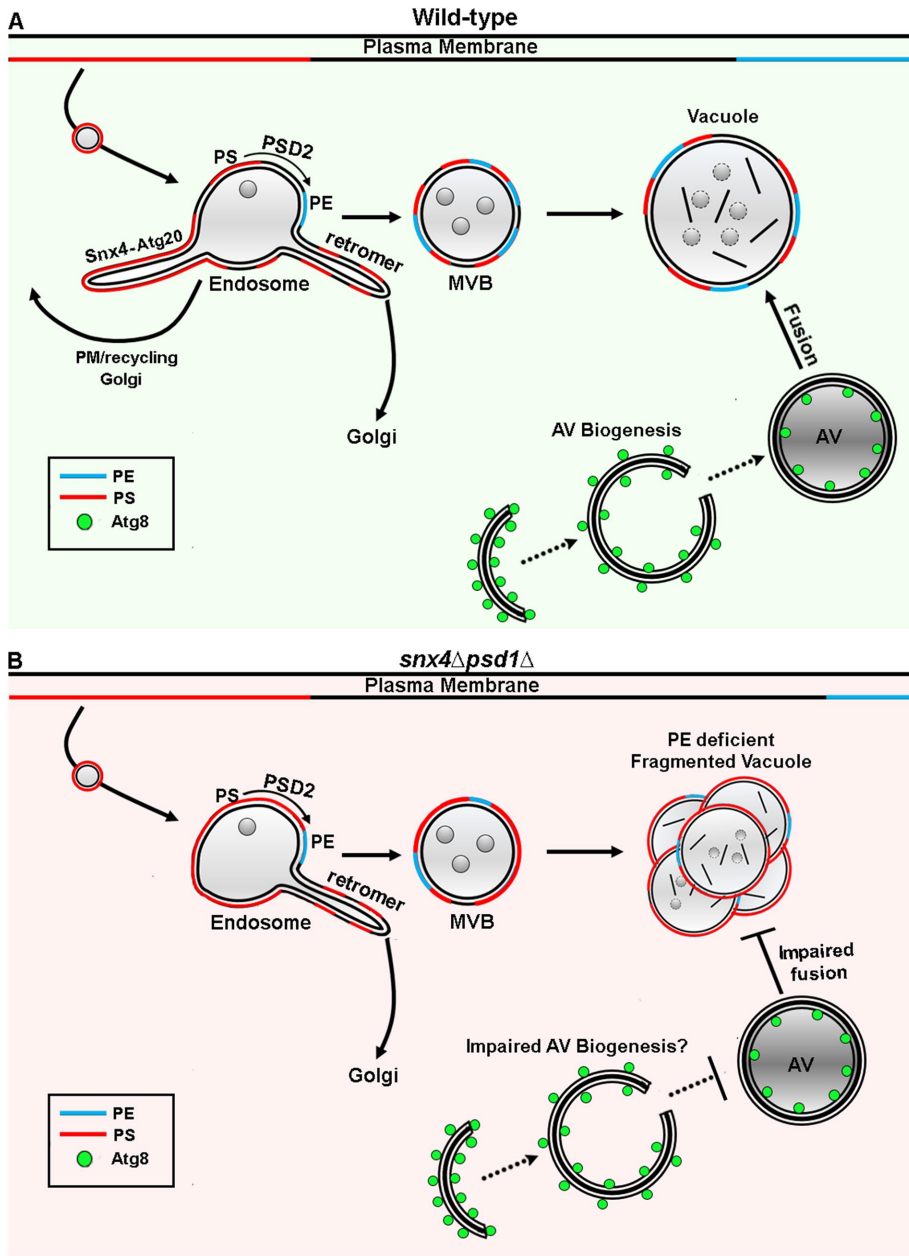 A
Wild-type
Plasma Membrane
Vacuole
PS
PSD2
PE
Snx4-Atg20
retromer
Endosome
MVB
Fusion
PM/recycling
Golgi
Golgi
AV Biogenesis
AV
PE
PS
Atg8
B
snx4Δpsd1Δ
Plasma Membrane
PE deficient
Fragmented Vacuole
PS
PSD2
PE
retromer
Endosome
MVB
Impaired
fusion
Golgi
Impaired AV Biogenesis?
AV
PE
PS
Atg8